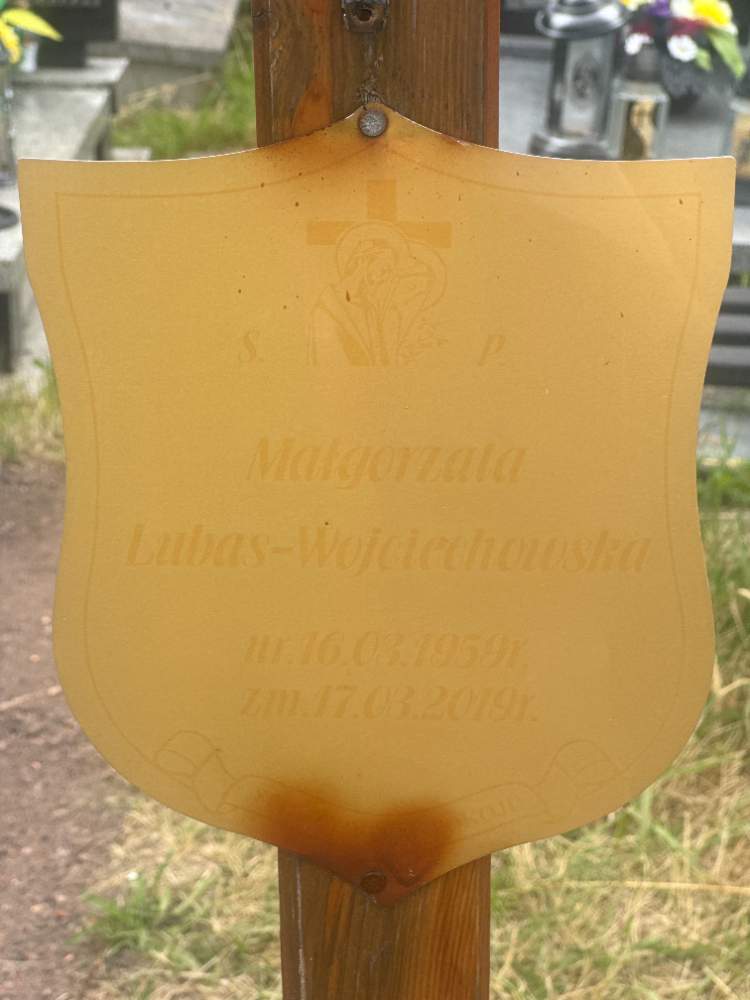 S. P.
Małgorzata
Lubas-Wojciechowska
ur.16.03.1959r.
zm.17.03.2019r.